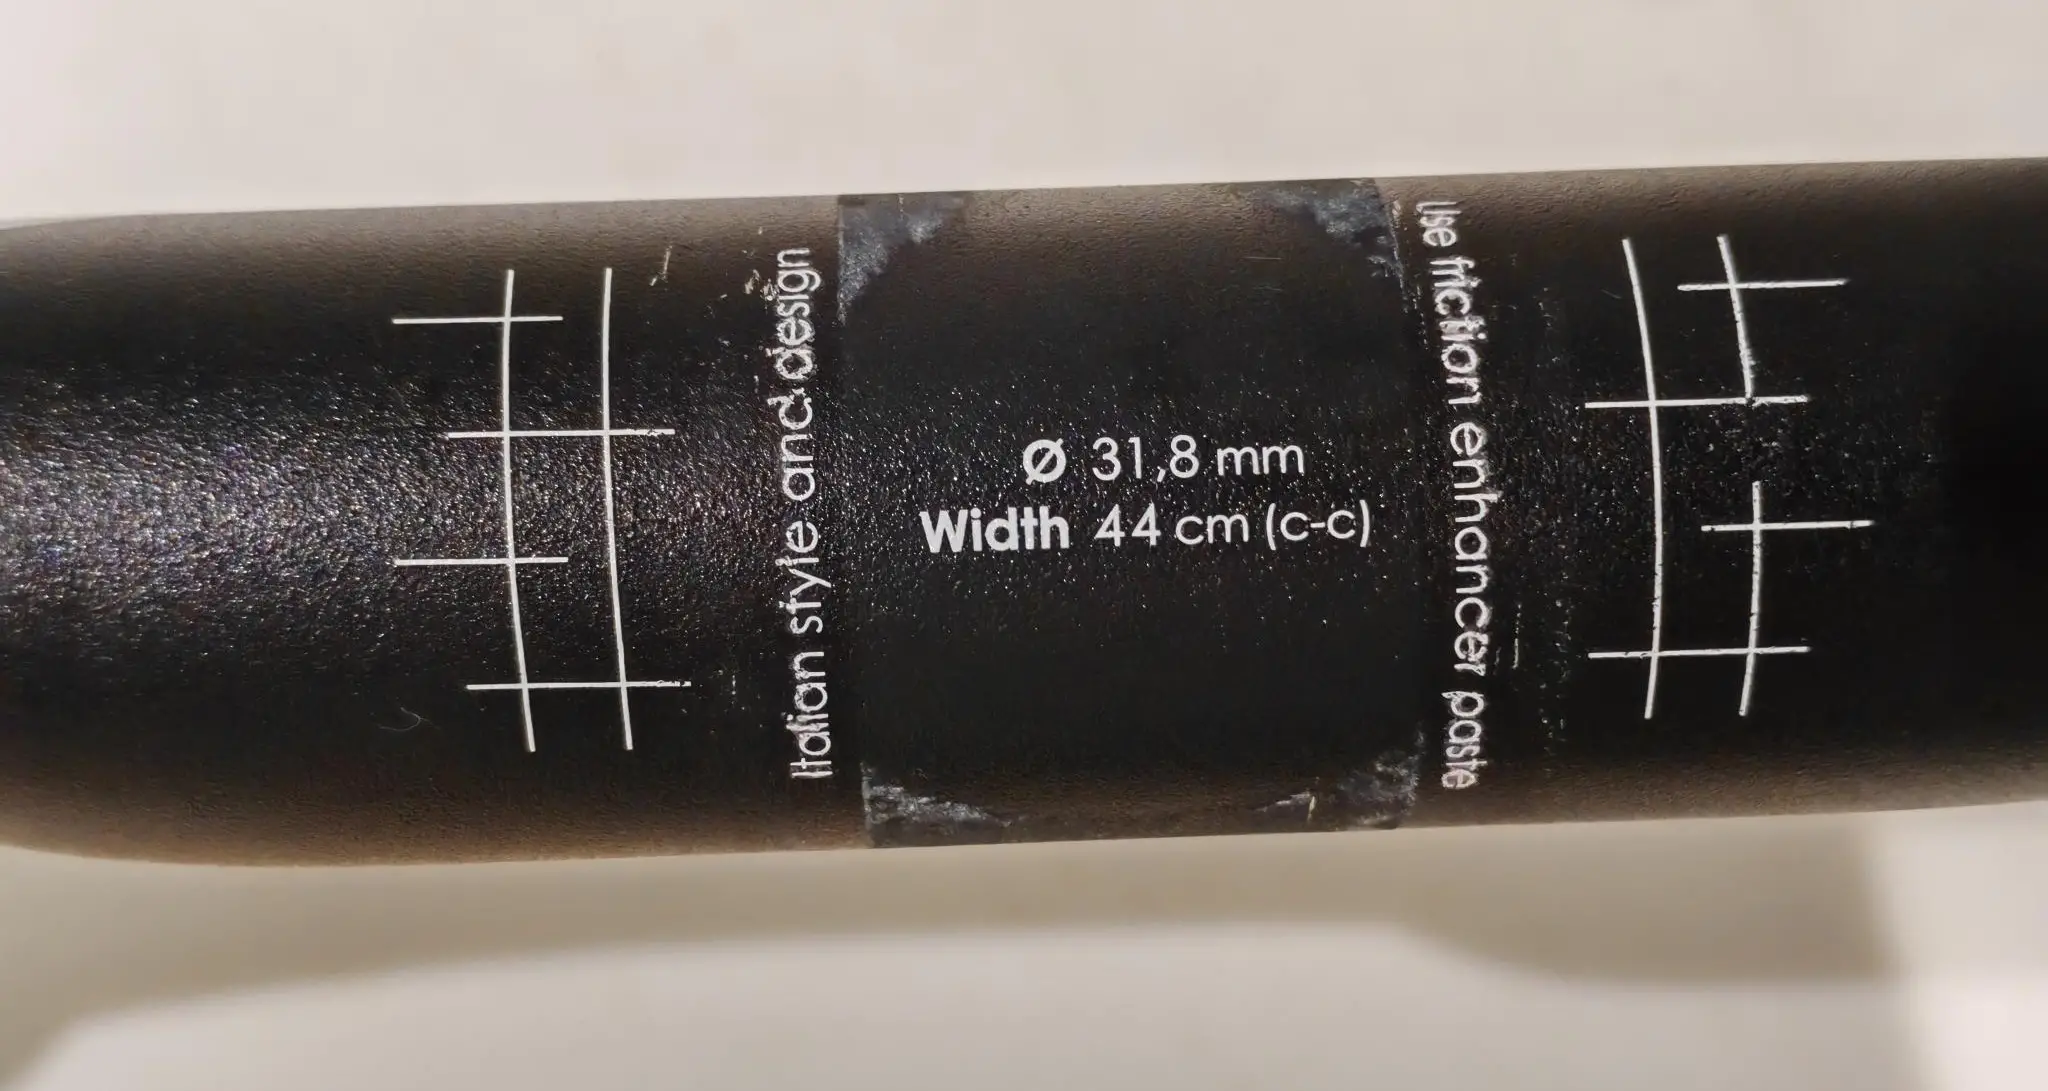 Italian style and design
Ø 31,8 mm
Width 44 cm (c-c)
Use friction enhancer paste